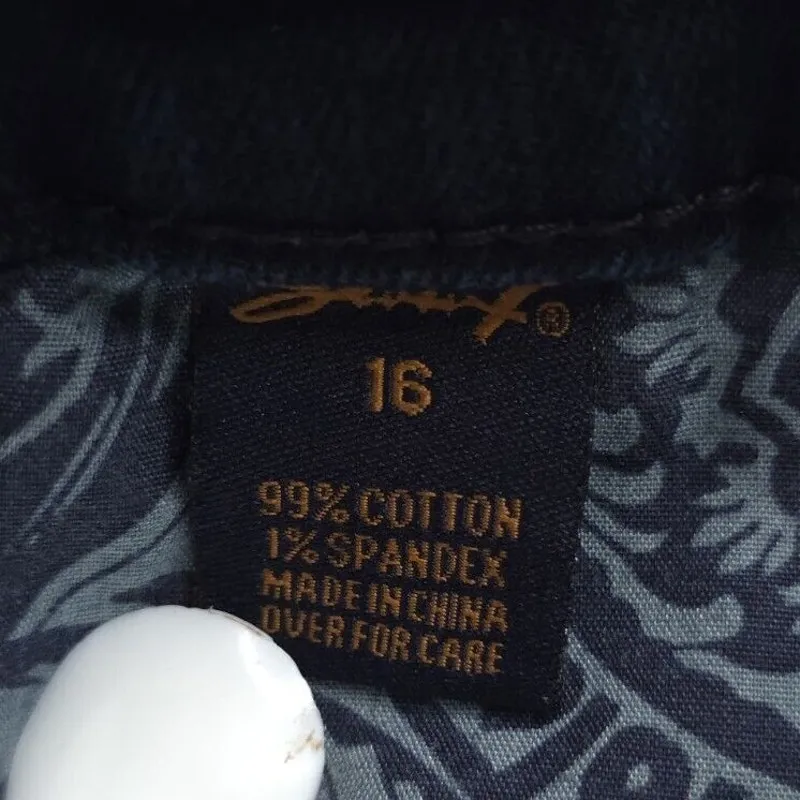 ®
16
99% COTTON
1% SPANDEX
MADE IN CHINA
OVER FOR CARE